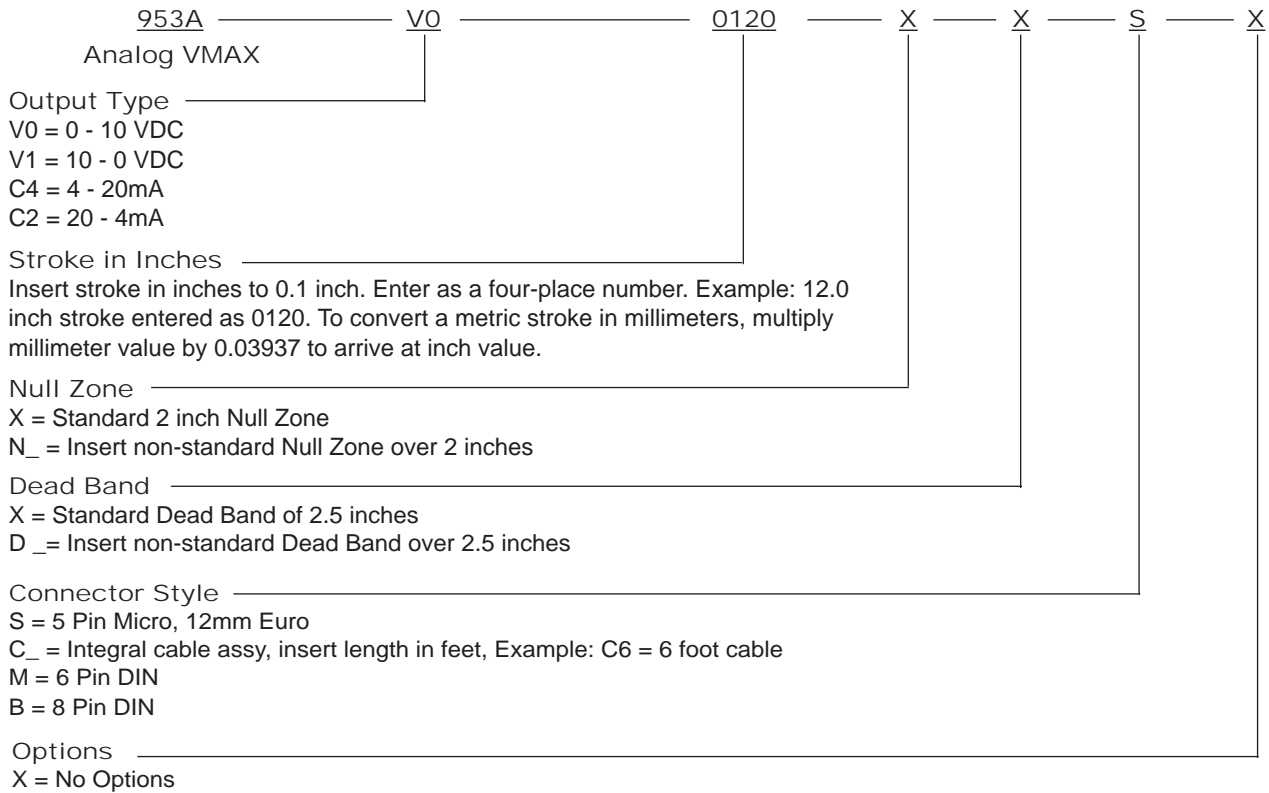 953A V0 0120 X X S X
Analog VMAX
Output Type
V0 = 0 - 10 VDC
V1 = 10 - 0 VDC
C4 = 4 - 20mA
C2 = 20 - 4mA
Stroke in Inches
Insert stroke in inches to 0.1 inch. Enter as a four-place number. Example: 12.0
inch stroke entered as 0120. To convert a metric stroke in millimeters, multiply
millimeter value by 0.03937 to arrive at inch value.
Null Zone
X = Standard 2 inch Null Zone
N_ = Insert non-standard Null Zone over 2 inches
Dead Band
X = Standard Dead Band of 2.5 inches
D _= Insert non-standard Dead Band over 2.5 inches
Connector Style
S = 5 Pin Micro, 12mm Euro
C_ = Integral cable assy, insert length in feet, Example: C6 = 6 foot cable
M = 6 Pin DIN
B = 8 Pin DIN
Options
X = No Options